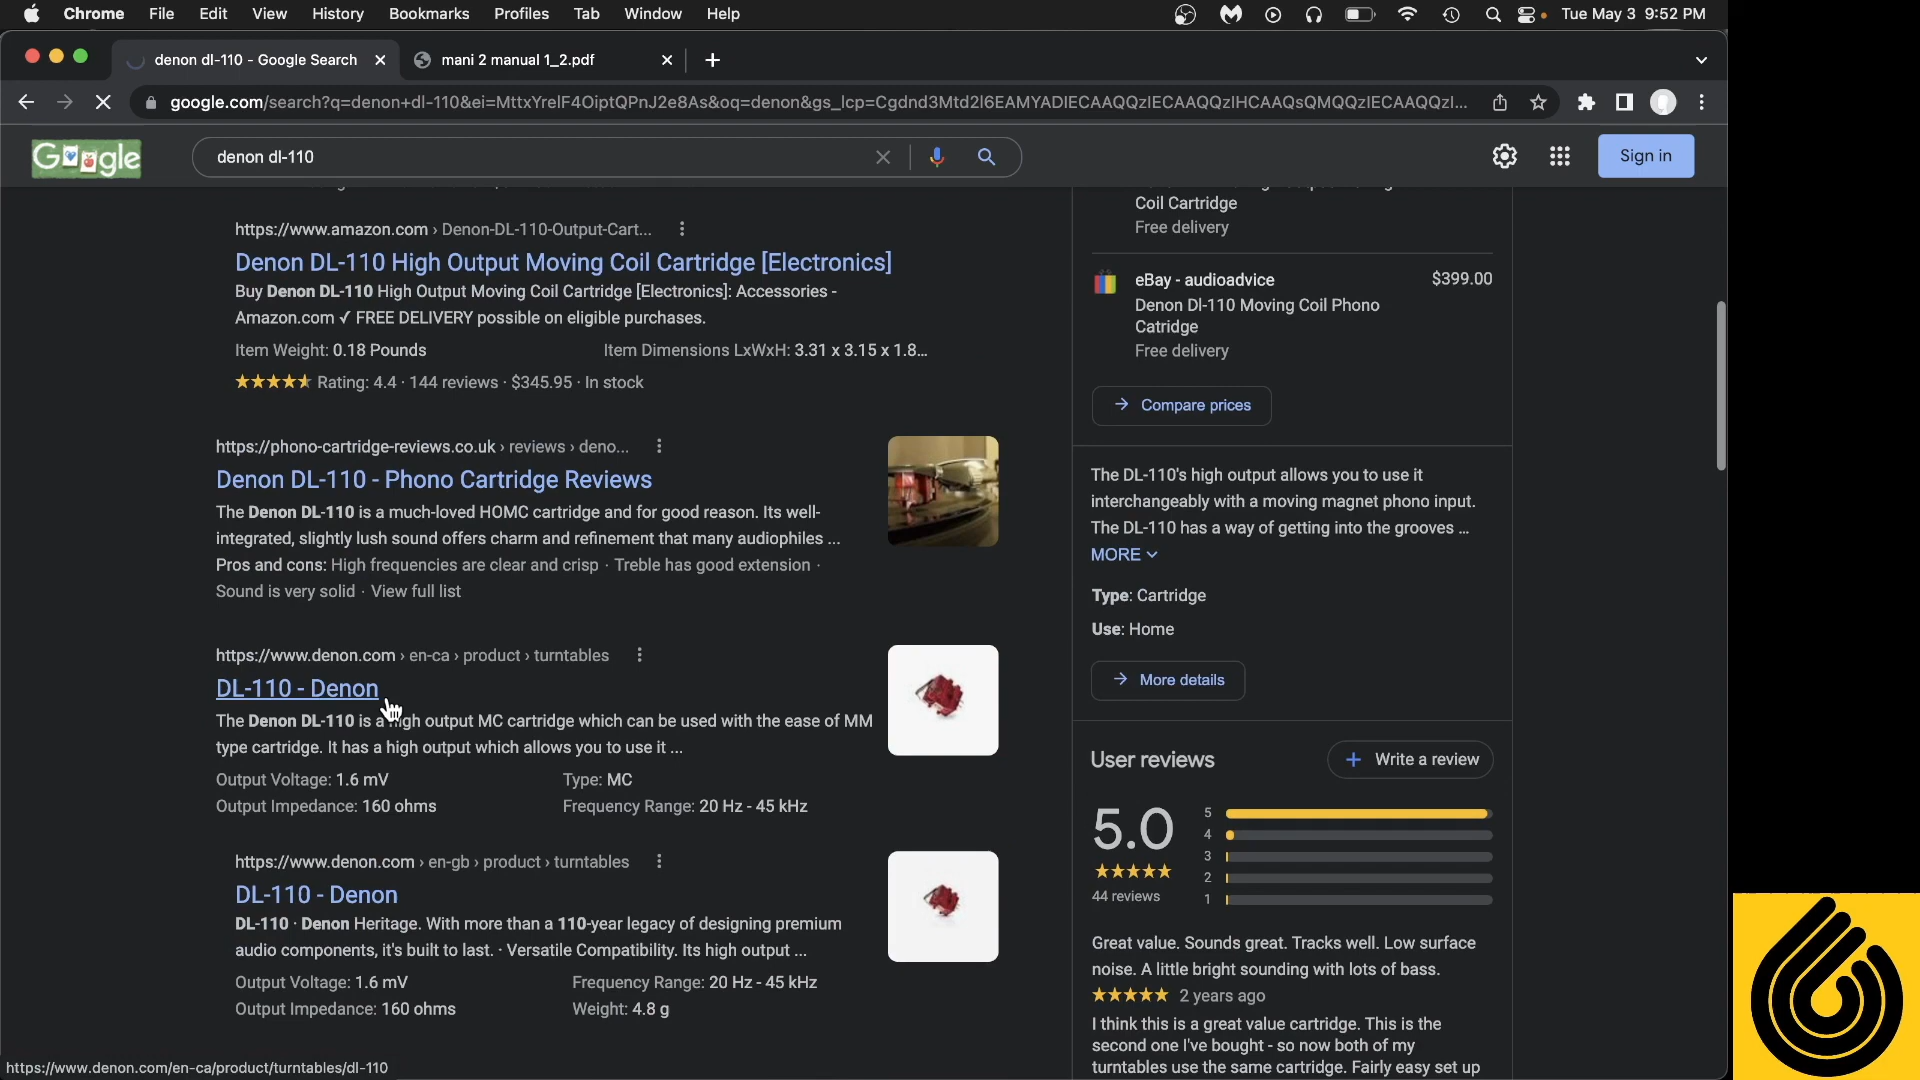 Chrome File Edit View History Bookmarks Profiles Tab Window Help Tue May 3 9:52 PM
denon dl-110 - Google Search mani 2 manual 1_2.pdf
google.com/search?q=denon+dl-110&ei=MttxYrelF4OiptQPnJ2e8As&oq=denon&gs_lcp=Cgdnd3Mtd2l6EAMYADIECAAQQzIECAAQQzIHCAAQsQMQQzIECAAQQzI...
Google denon dl-110 Sign in
https://www.amazon.com › Denon-DL-110-Output-Cart...
Denon DL-110 High Output Moving Coil Cartridge [Electronics]
Buy Denon DL-110 High Output Moving Coil Cartridge [Electronics]: Accessories -
Amazon.com ✓ FREE DELIVERY possible on eligible purchases.
Item Weight: 0.18 Pounds Item Dimensions LxWxH: 3.31 x 3.15 x 1.8...
Rating: 4.4 · 144 reviews · $345.95 · In stock
https://phono-cartridge-reviews.co.uk › reviews › deno...
Denon DL-110 - Phono Cartridge Reviews
The Denon DL-110 is a much-loved HOMC cartridge and for good reason. Its well-
integrated, slightly lush sound offers charm and refinement that many audiophiles ...
Pros and cons: High frequencies are clear and crisp · Treble has good extension ·
Sound is very solid · View full list
https://www.denon.com › en-ca › product › turntables
DL-110 - Denon
The Denon DL-110 is a high output MC cartridge which can be used with the ease of MM
type cartridge. It has a high output which allows you to use it ...
Output Voltage: 1.6 mV Type: MC
Output Impedance: 160 ohms Frequency Range: 20 Hz - 45 kHz
https://www.denon.com › en-gb › product › turntables
DL-110 - Denon
DL-110 · Denon Heritage. With more than a 110-year legacy of designing premium
audio components, it's built to last. · Versatile Compatibility. Its high output ...
Output Voltage: 1.6 mV Frequency Range: 20 Hz - 45 kHz
Output Impedance: 160 ohms Weight: 4.8 g
https://www.denon.com/en-ca/product/turntables/dl-110
Coil Cartridge
Free delivery
eBay - audioadvice $399.00
Denon Dl-110 Moving Coil Phono
Catridge
Free delivery
Compare prices
The DL-110's high output allows you to use it
interchangeably with a moving magnet phono input.
The DL-110 has a way of getting into the grooves ...
MORE
Type: Cartridge
Use: Home
More details
User reviews Write a review
5.0
44 reviews
5
4
3
2
1
Great value. Sounds great. Tracks well. Low surface
noise. A little bright sounding with lots of bass.
2 years ago
I think this is a great value cartridge. This is the
second one I've bought - so now both of my
turntables use the same cartridge. Fairly easy set up